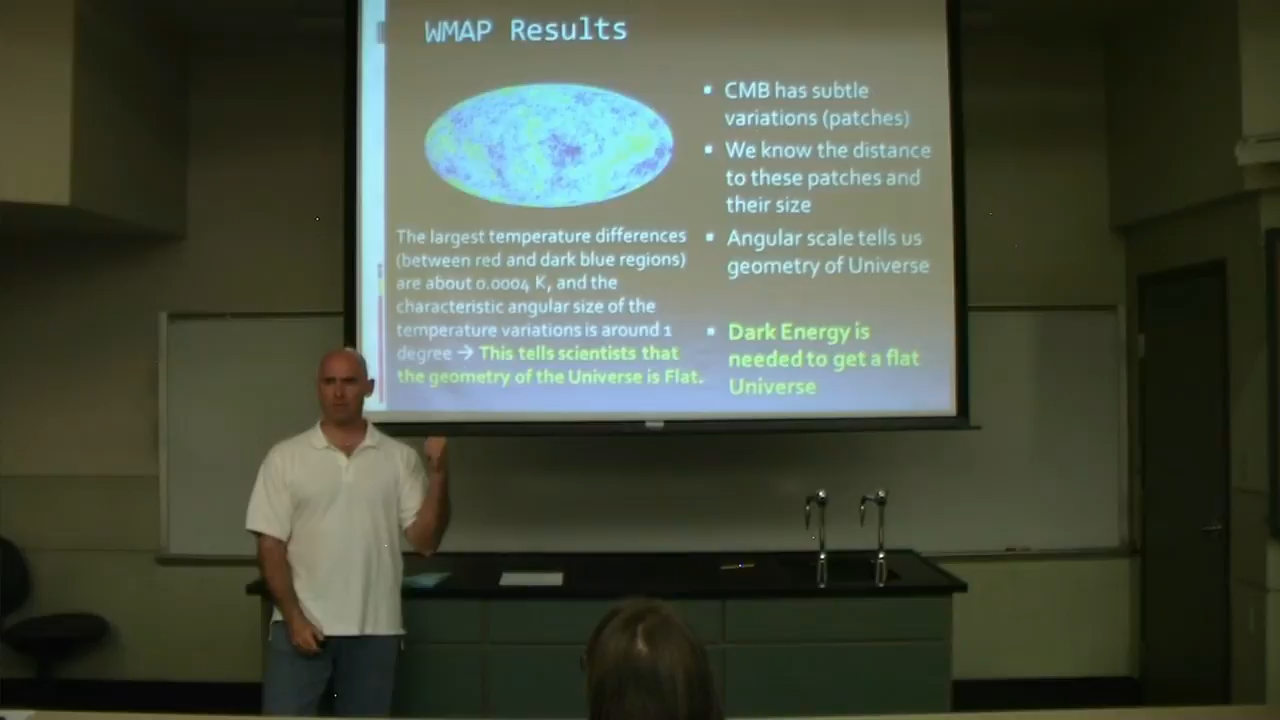 WMAP Results
The largest temperature differences
(between red and dark blue regions)
are about 0.0004 K, and the
characteristic angular size of the
temperature variations is around 1
degree → This tells scientists that
the geometry of the Universe is Flat.
▪ CMB has subtle
variations (patches)
▪ We know the distance
to these patches and
their size
▪ Angular scale tells us
geometry of Universe
▪ Dark Energy is
needed to get a flat
Universe